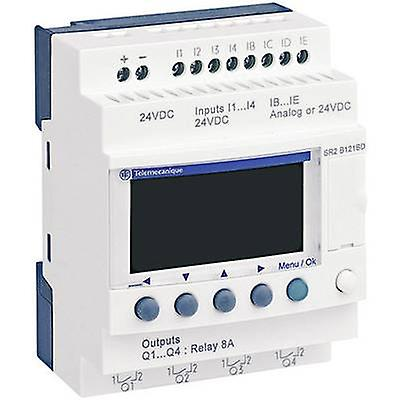 + - I1 I2 I3 I4 IB IC ID IE
24VDC Inputs I1...I4 IB...IE
24VDC Analog or 24VDC
Telemecanique
SR2 B121BD
Menu / Ok
Outputs
Q1...Q4 : Relay 8A
1 2 1 2 1 2 1 2
Q1 Q2 Q3 Q4